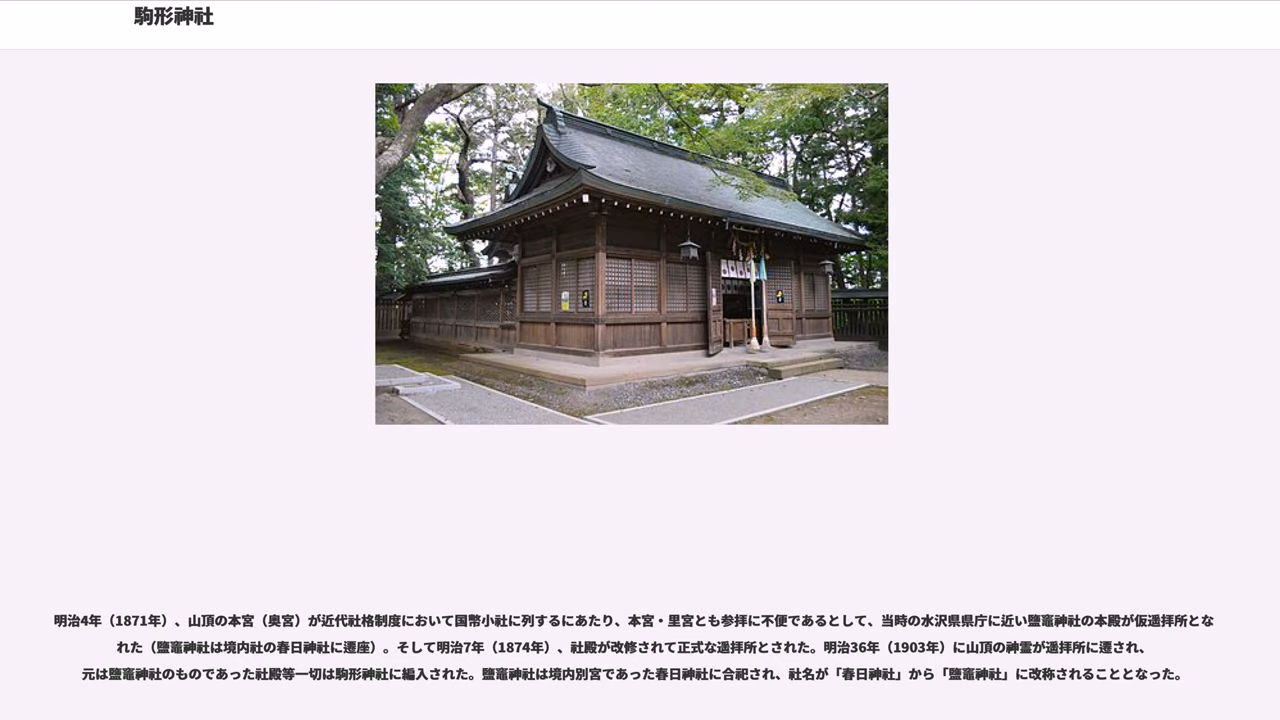 駒形神社
明治4年（1871年）、山頂の本宮（奥宮）が近代社格制度において国幣小社に列するにあたり、本宮・里宮とも参拝に不便であるとして、当時の水沢県県庁に近い鹽竈神社の本殿が仮遥拝所とな
れた（鹽竈神社は境内社の春日神社に遷座）。そして明治7年（1874年）、社殿が改修されて正式な遥拝所とされた。明治36年（1903年）に山頂の神霊が遥拝所に遷され、
元は鹽竈神社のものであった社殿等一切は駒形神社に編入された。鹽竈神社は境内別宮であった春日神社に合祀され、社名が「春日神社」から「鹽竈神社」に改称されることとなった。